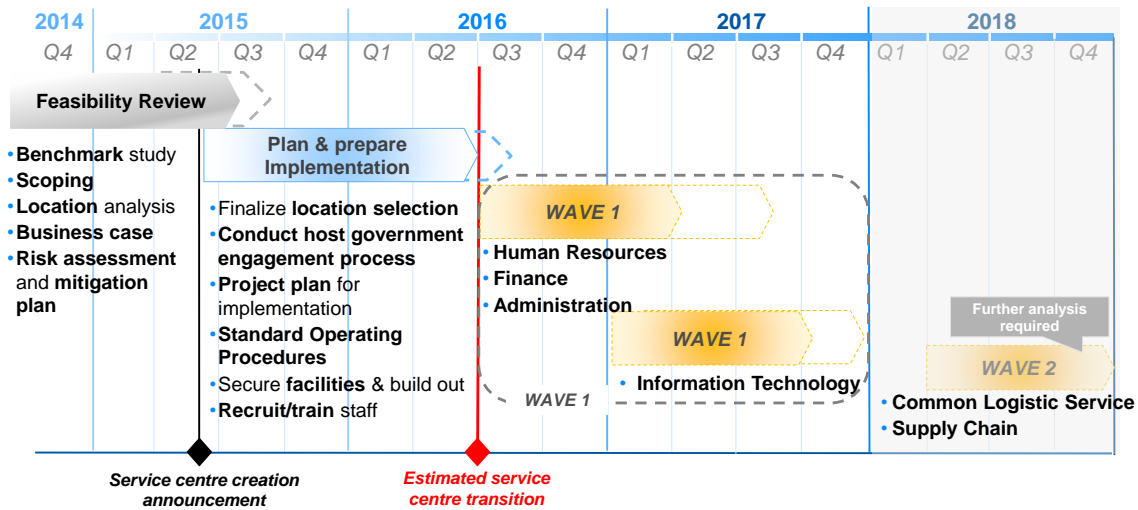 2014 2015 2016 2017 2018
Q4 Q1 Q2 Q3 Q4 Q1 Q2 Q3 Q4 Q1 Q2 Q3 Q4 Q1 Q2 Q3 Q4
Feasibility Review
• Benchmark study
• Scoping
• Location analysis
• Business case
• Risk assessment
and mitigation
plan
Plan & prepare
Implementation
• Finalize location selection
• Conduct host government
engagement process
• Project plan for
implementation
• Standard Operating
Procedures
• Secure facilities & build out
• Recruit/train staff
WAVE 1
• Human Resources
• Finance
• Administration
WAVE 1
• Information Technology
WAVE 1
Further analysis
required
WAVE 2
• Common Logistic Service
• Supply Chain
Service centre creation
announcement
Estimated service
centre transition